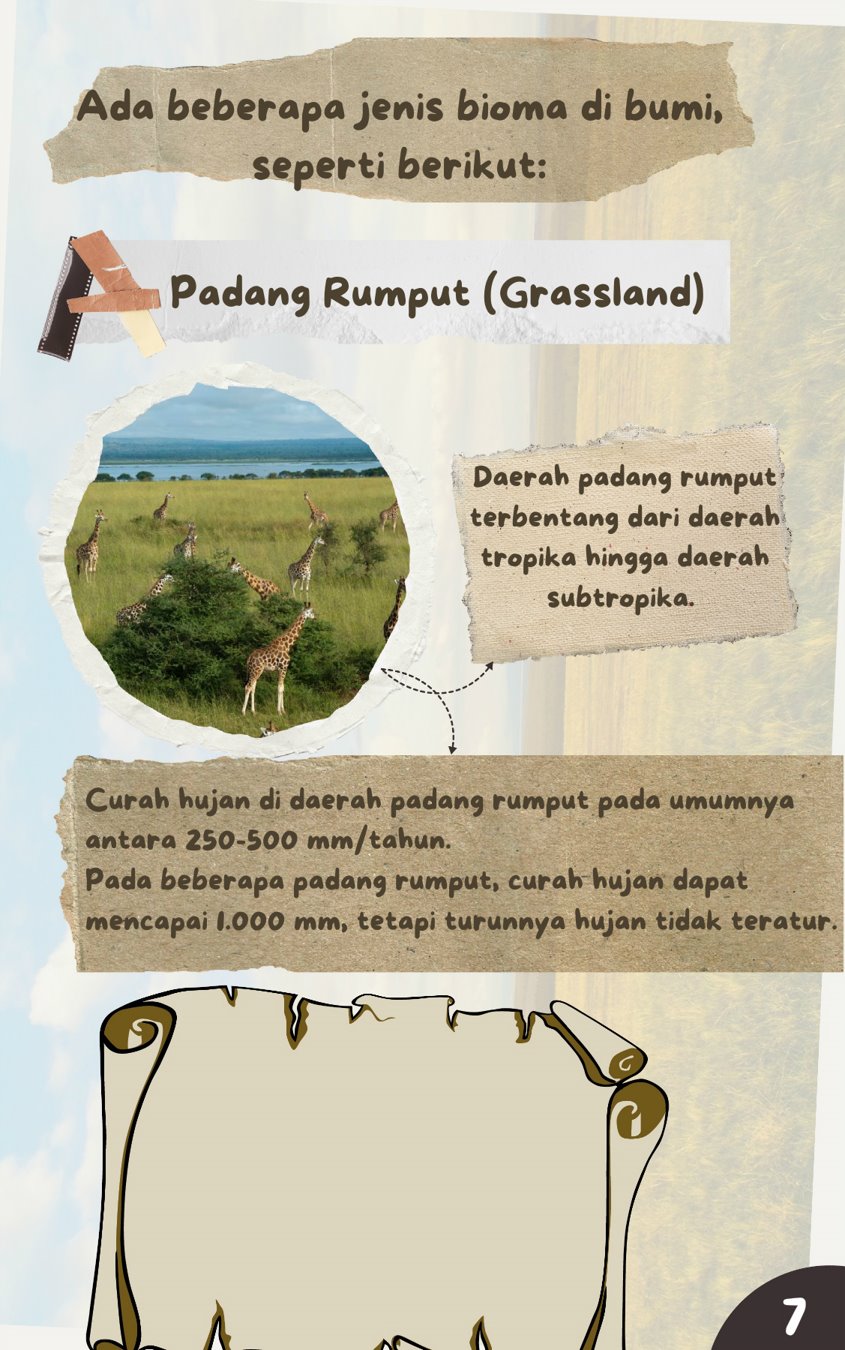 Ada beberapa jenis bioma di bumi,
seperti berikut:
Padang Rumput (Grassland)
Daerah padang rumput
terbentang dari daerah
tropika hingga daerah
subtropika.
Curah hujan di daerah padang rumput pada umumnya
antara 250-500 mm/tahun.
Pada beberapa padang rumput, curah hujan dapat
mencapai 1.000 mm, tetapi turunnya hujan tidak teratur.
7